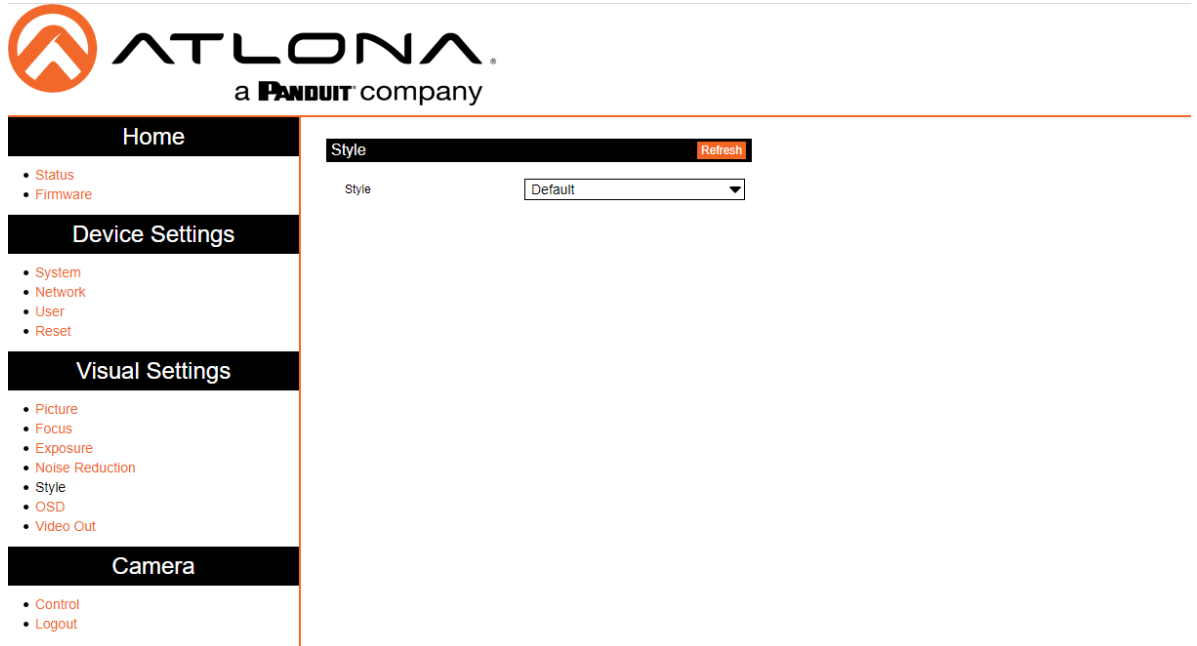 ATLONA®
a PANDUIT™ company
Home
• Status
• Firmware
Device Settings
• System
• Network
• User
• Reset
Visual Settings
• Picture
• Focus
• Exposure
• Noise Reduction
• Style
• OSD
• Video Out
Camera
• Control
• Logout
Style Refresh
Style Default